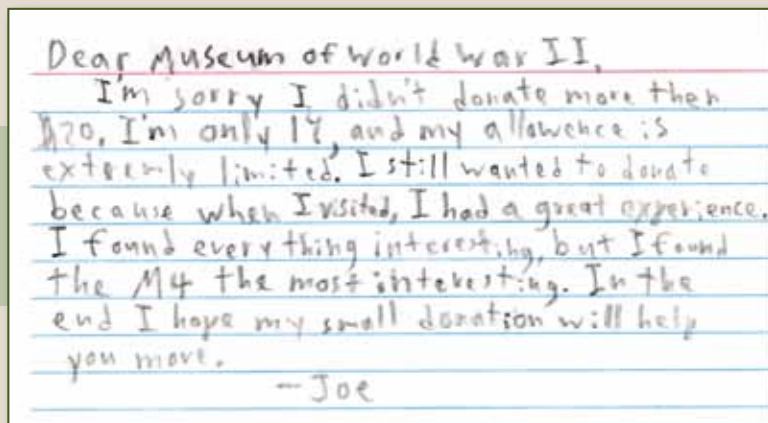 Dear Museum of World War II,
I'm sorry I didn't donate more then
$20. I'm only 14, and my allowence is
extremly limited. I still wanted to donate
because when I visited, I had a great experience.
I found every thing interesting, but I found
the M4 the most interesting. In the
end I hope my small donation will help
you move.
-Joe